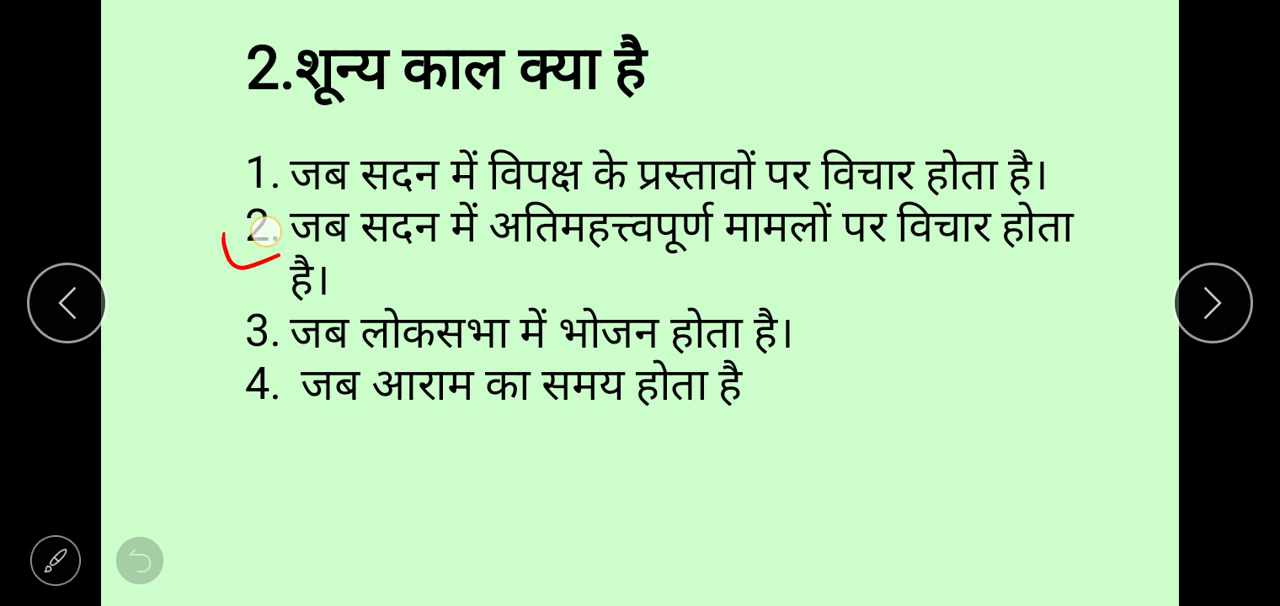 2.शून्य काल क्या है
1. जब सदन में विपक्ष के प्रस्तावों पर विचार होता है।
2. जब सदन में अतिमहत्त्वपूर्ण मामलों पर विचार होता
है।
3. जब लोकसभा में भोजन होता है।
4. जब आराम का समय होता है